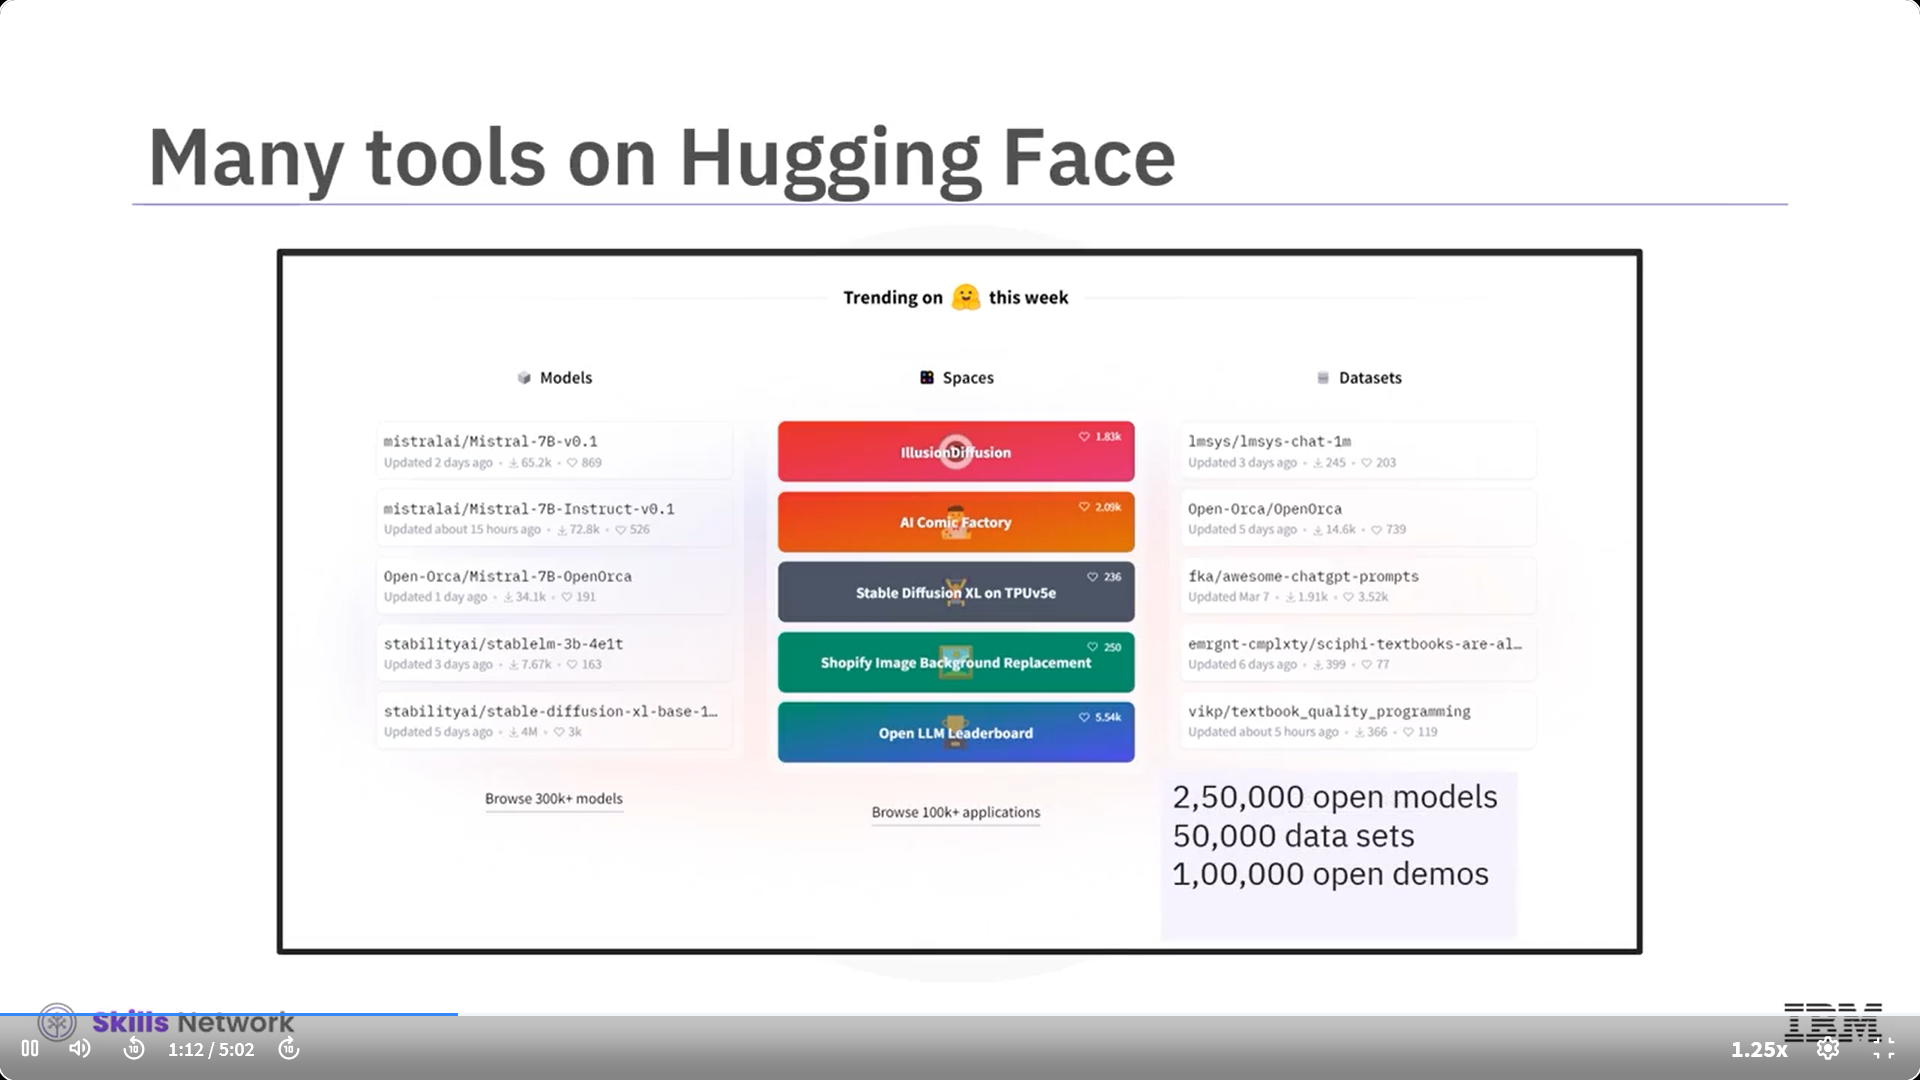 Many tools on Hugging Face
Trending on this week
Models
mistralai/Mistral-7B-v0.1
Updated 2 days ago • 65.2k • 869
mistralai/Mistral-7B-Instruct-v0.1
Updated about 15 hours ago • 72.8k • 526
Open-Orca/Mistral-7B-OpenOrca
Updated 1 day ago • 34.1k • 191
stabilityai/stablelm-3b-4e1t
Updated 3 days ago • 7.67k • 163
stabilityai/stable-diffusion-xl-base-1…
Updated 5 days ago • 4M • 3k
Browse 300k+ models
Spaces
1.83k
IllusionDiffusion
2.09k
AI Comic Factory
236
Stable Diffusion XL on TPUv5e
250
Shopify Image Background Replacement
5.54k
Open LLM Leaderboard
Browse 100k+ applications
Datasets
lmsys/lmsys-chat-1m
Updated 3 days ago • 245 • 203
Open-Orca/OpenOrca
Updated 5 days ago • 14.6k • 739
fka/awesome-chatgpt-prompts
Updated Mar 7 • 1.91k • 3.52k
emrgnt-cmplxty/sciphi-textbooks-are-al…
Updated 6 days ago • 399 • 77
vikp/textbook_quality_programming
Updated about 5 hours ago • 366 • 119
2,50,000 open models
50,000 data sets
1,00,000 open demos
Skills Network
IBM
10
1:12 / 5:02
10
1.25x